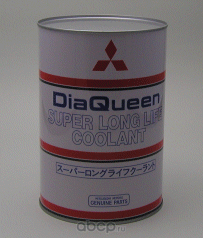 DiaQueen
SUPER LONG LIFE
COOLANT
スーパーロングライフクーラント
GENUINE PARTS